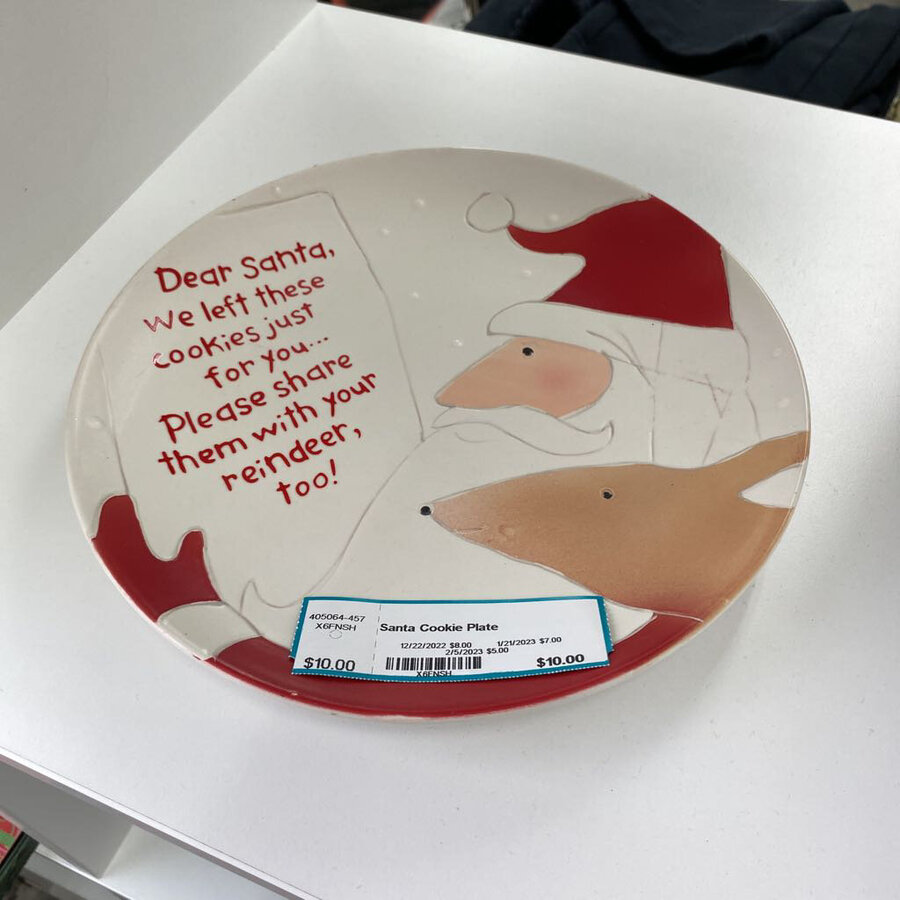 Dear Santa,
We left these
cookies just
for you...
Please share
them with your
reindeer,
too!
405064-457
X6FNSH
$10.00
Santa Cookie Plate
12/22/2022 $8.00 1/21/2023 $7.00
2/5/2023 $5.00
$10.00
X6FNSH